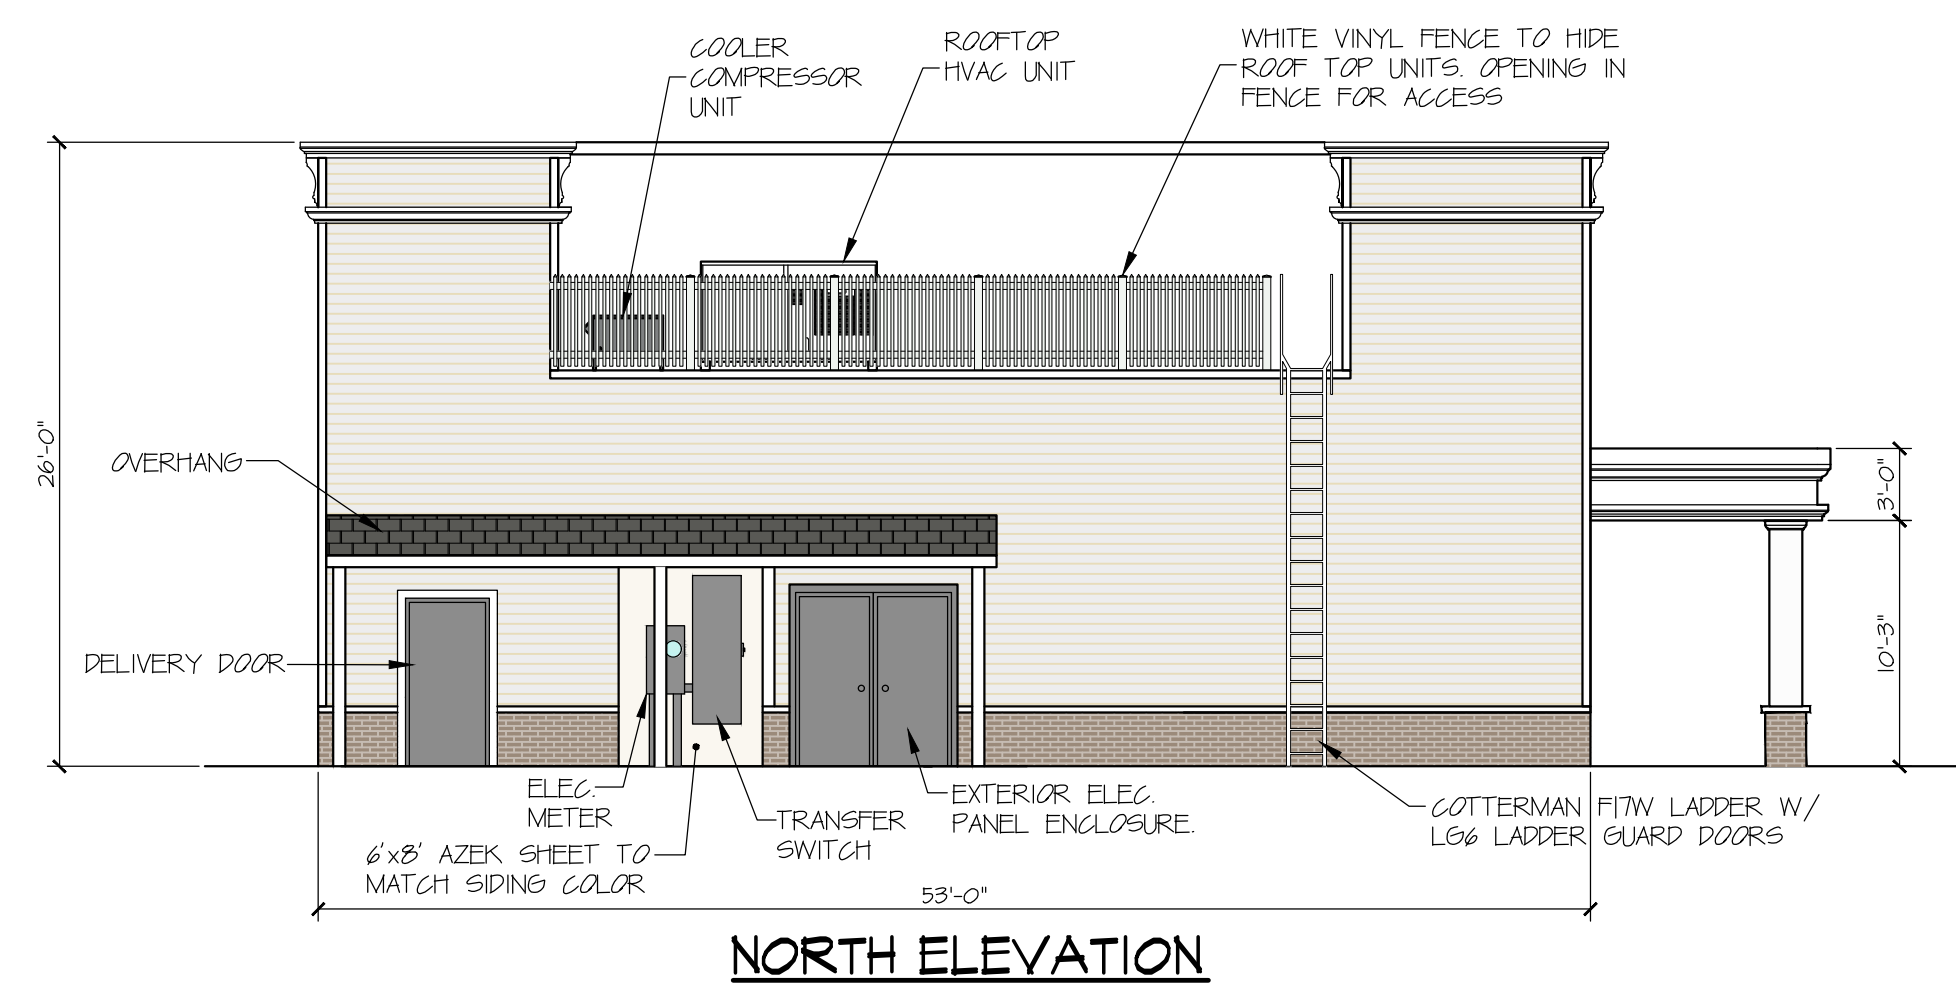 COOLER
COMPRESSOR
UNIT
ROOFTOP
HVAC UNIT
WHITE VINYL FENCE TO HIDE
ROOF TOP UNITS. OPENING IN
FENCE FOR ACCESS
26'-0"
OVERHANG
3'-0"
DELIVERY DOOR
10'-3"
ELEC.
METER
TRANSFER
SWITCH
EXTERIOR ELEC.
PANEL ENCLOSURE.
COTTERMAN F17W LADDER W/
LG6 LADDER GUARD DOORS
6'x8' AZEK SHEET TO
MATCH SIDING COLOR
53'-0"
NORTH ELEVATION